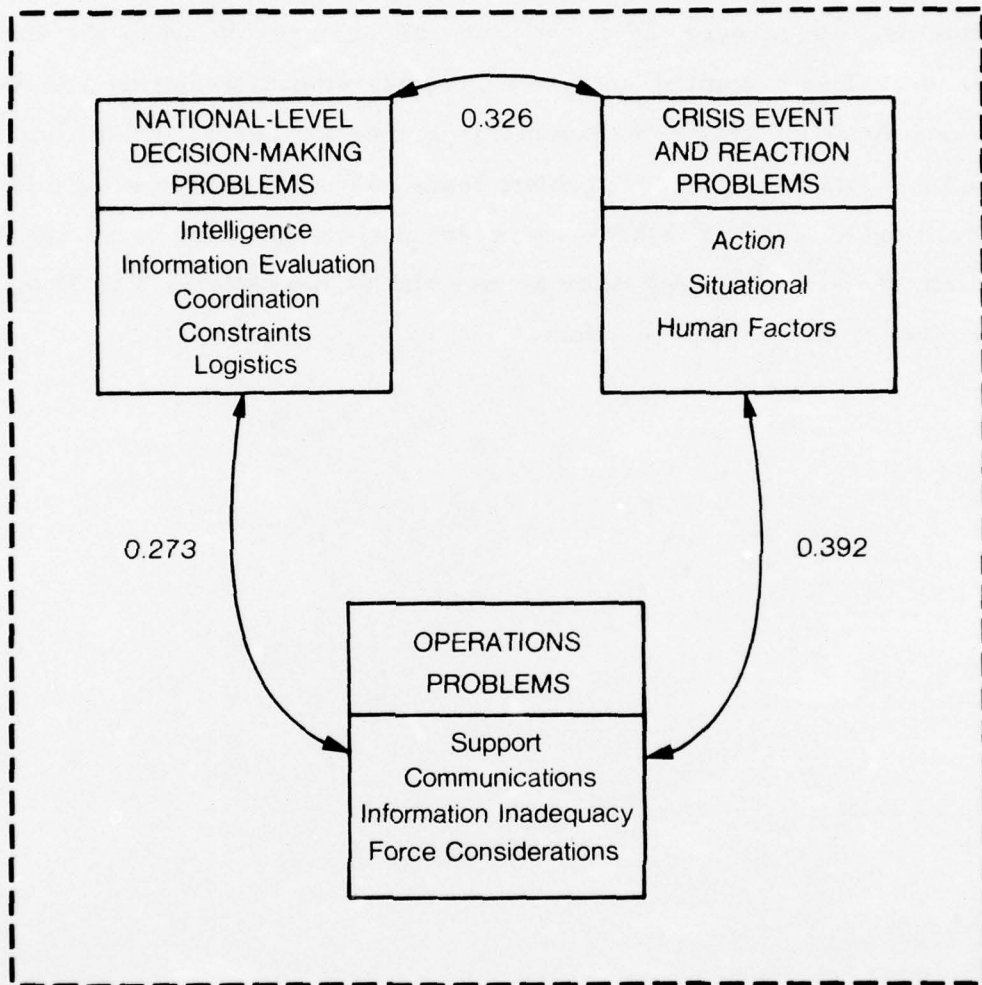 0.326
NATIONAL-LEVEL
DECISION-MAKING
PROBLEMS
Intelligence
Information Evaluation
Coordination
Constraints
Logistics
CRISIS EVENT
AND REACTION
PROBLEMS
Action
Situational
Human Factors
0.273
0.392
OPERATIONS
PROBLEMS
Support
Communications
Information Inadequacy
Force Considerations